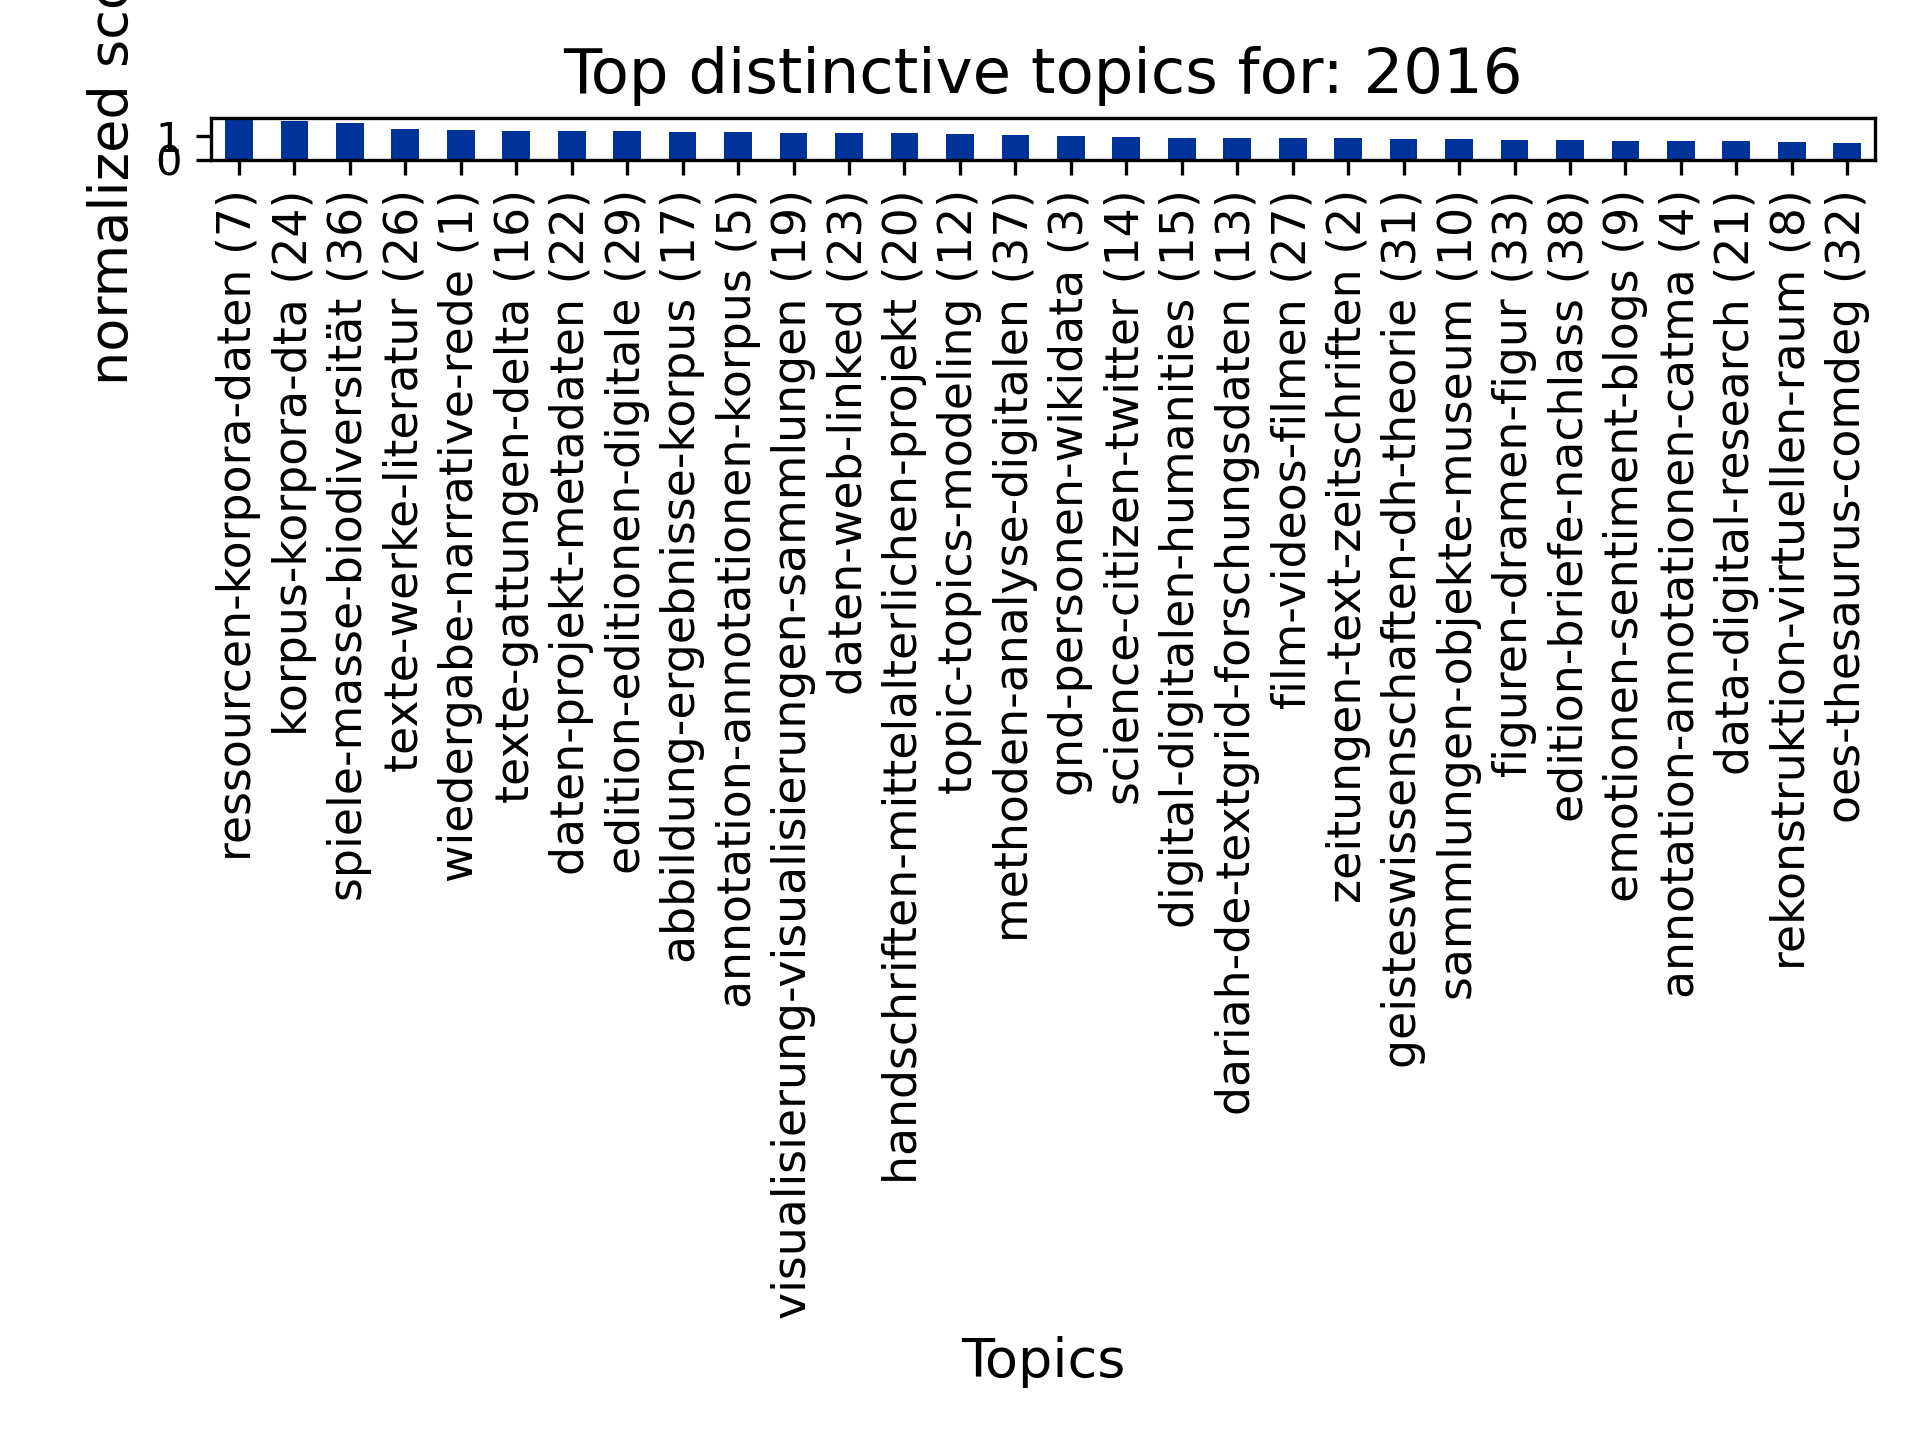 Top distinctive topics for: 2016
normalized sco
1
0
ressourcen-korpora-daten (7)
korpus-korpora-dta (24)
spiele-masse-biodiversität (36)
texte-werke-literatur (26)
wiedergabe-narrative-rede (1)
texte-gattungen-delta (16)
daten-projekt-metadaten (22)
edition-editionen-digitale (29)
abbildung-ergebnisse-korpus (17)
annotation-annotationen-korpus (5)
visualisierung-visualisierungen-sammlungen (19)
daten-web-linked (23)
handschriften-mittelalterlichen-projekt (20)
topic-topics-modeling (12)
methoden-analyse-digitalen (37)
gnd-personen-wikidata (3)
science-citizen-twitter (14)
digital-digitalen-humanities (15)
dariah-de-textgrid-forschungsdaten (13)
film-videos-filmen (27)
zeitungen-text-zeitschriften (2)
geisteswissenschaften-dh-theorie (31)
sammlungen-objekte-museum (10)
figuren-dramen-figur (33)
edition-briefe-nachlass (38)
emotionen-sentiment-blogs (9)
annotation-annotationen-catma (4)
data-digital-research (21)
rekonstruktion-virtuellen-raum (8)
oes-thesaurus-comdeg (32)
Topics